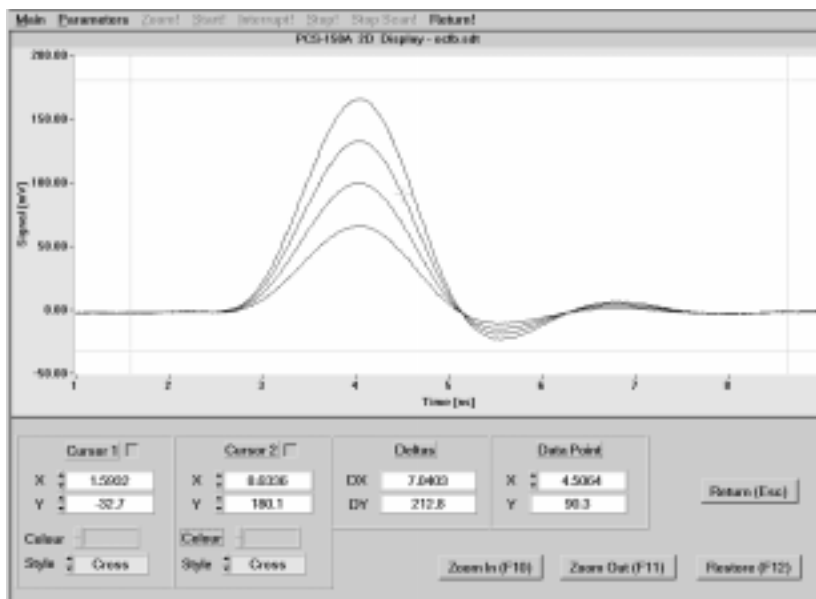 Main Parameters Zoom! Start! Interrupt! Stop! Stop Scan! Return!
PCS-150A 2D Display - octb.sdt
200.00
150.00
100.00
50.00
0.00
-50.00
Signal [mV]
1 2 3 4 5 6 7 8
Time [ns]
Cursor 1 Cursor 2 Deltas Data Point
X 1.5932 X 8.6336 DX 7.0403 X 4.5064
Y -32.7 Y 180.1 DY 212.8 Y 90.3
Return (Esc)
Colour Colour
Style Cross Style Cross
Zoom In (F10) Zoom Out (F11) Restore (F12)